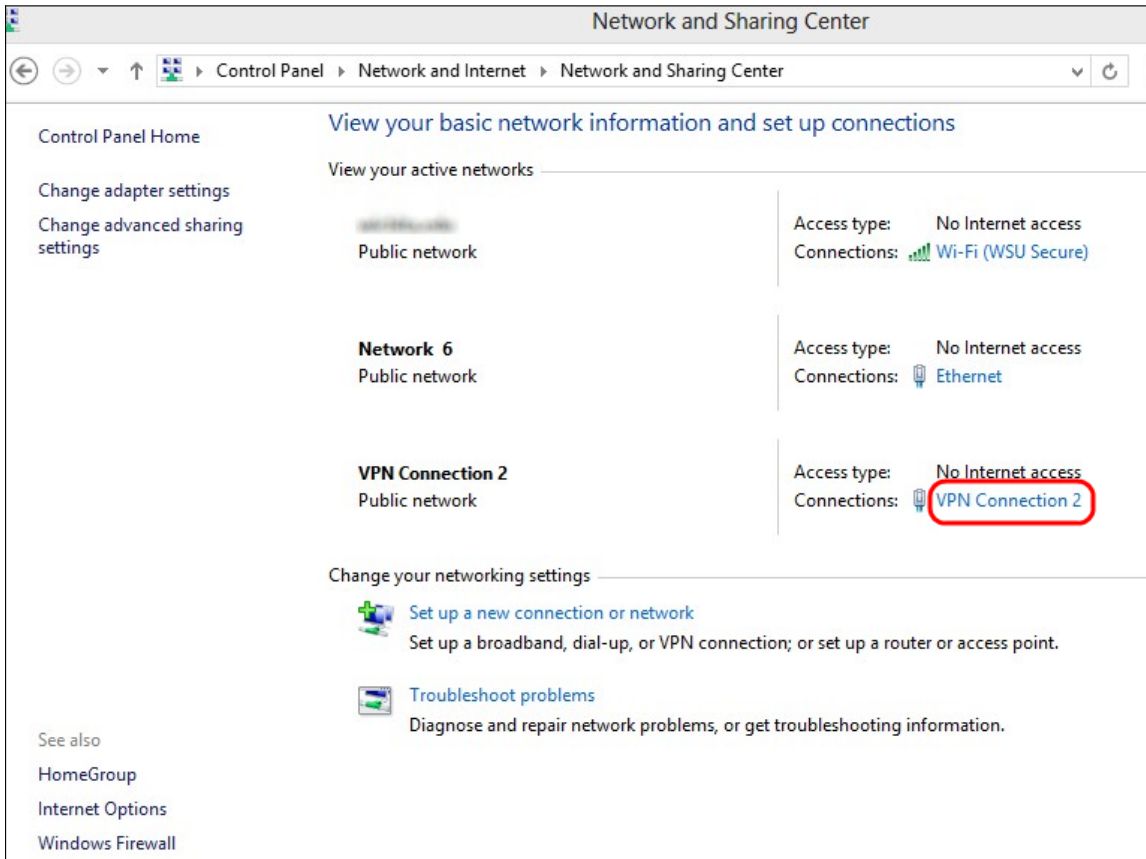 Network and Sharing Center
Control Panel Network and Internet Network and Sharing Center
Control Panel Home
Change adapter settings
Change advanced sharing
settings
View your basic network information and set up connections
View your active networks
Public network
Access type: No Internet access
Connections: Wi-Fi (WSU Secure)
Network 6
Public network
Access type: No Internet access
Connections: Ethernet
VPN Connection 2
Public network
Access type: No Internet access
Connections: VPN Connection 2
Change your networking settings
Set up a new connection or network
Set up a broadband, dial-up, or VPN connection; or set up a router or access point.
Troubleshoot problems
Diagnose and repair network problems, or get troubleshooting information.
See also
HomeGroup
Internet Options
Windows Firewall